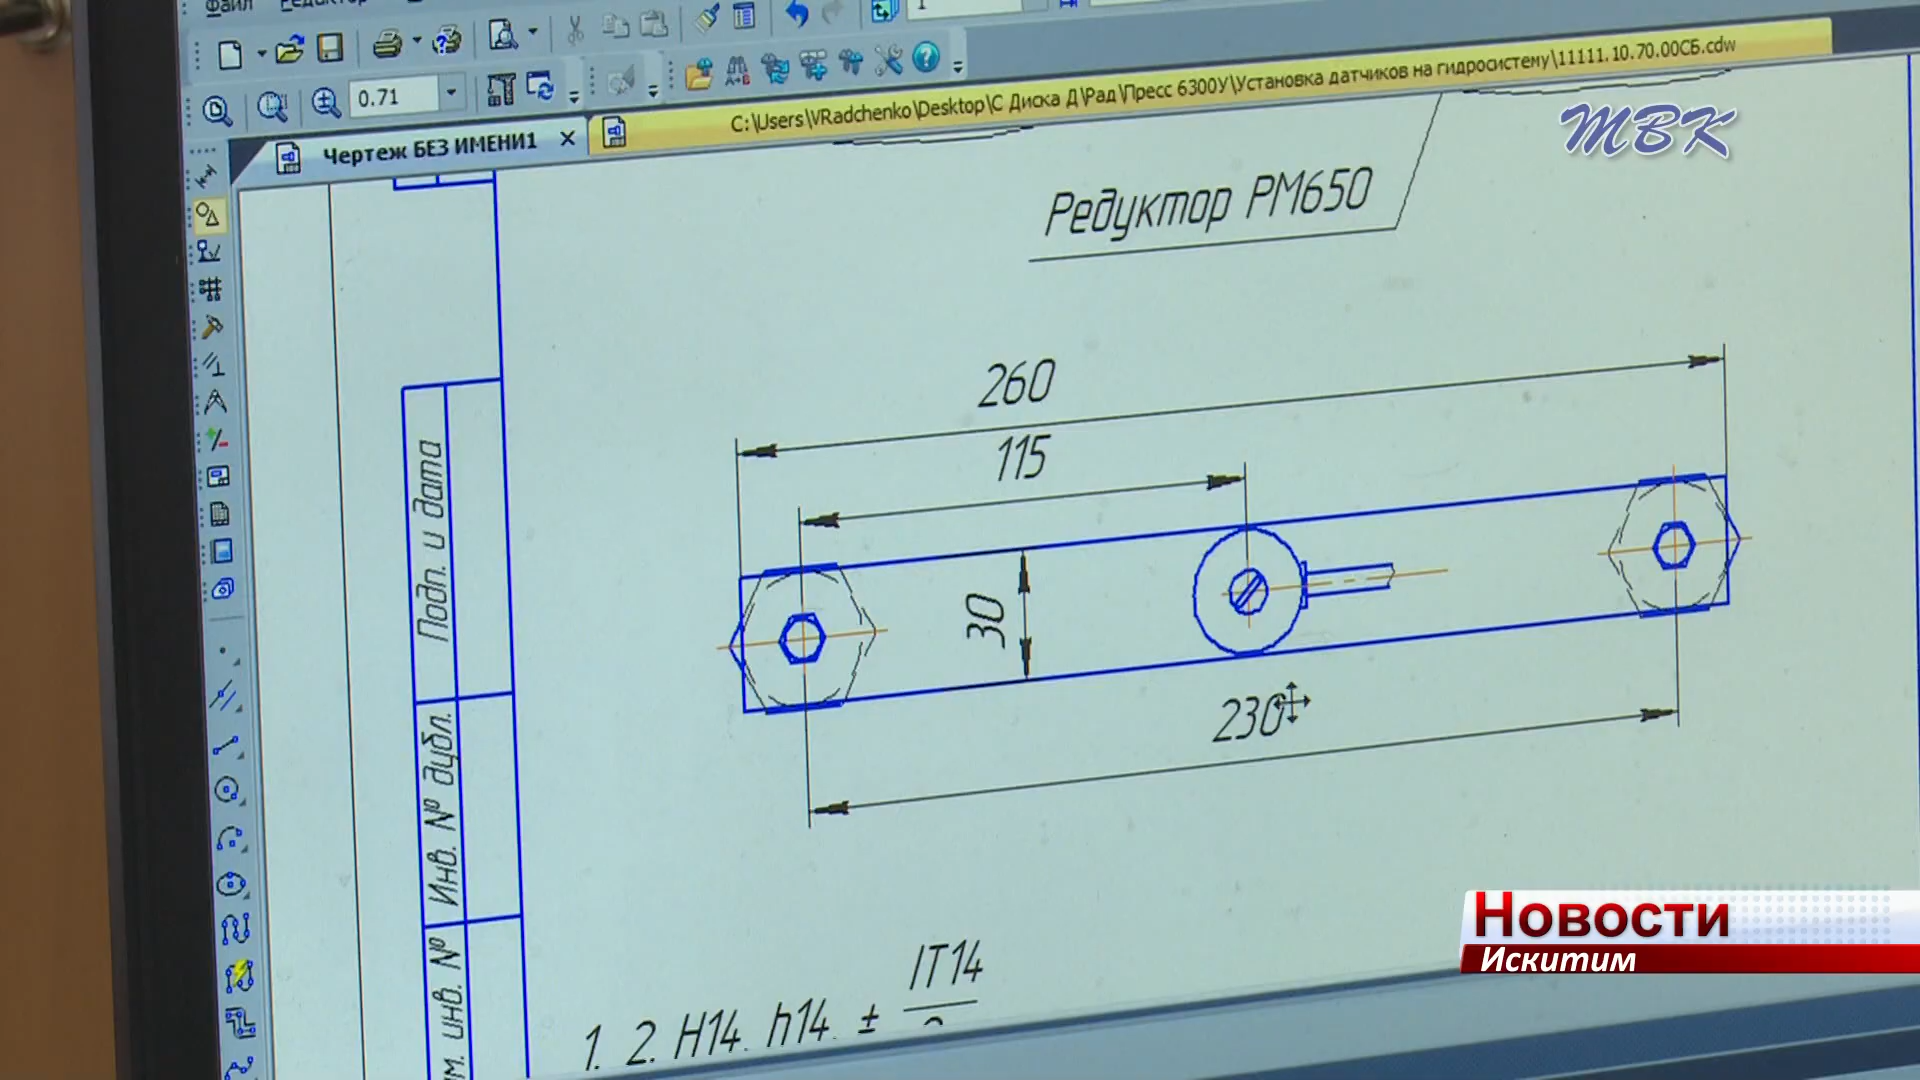 Файл
Редактор
1
0.71
C:\Users\VRadchenko\Desktop\С Диска Д\Рад\Пресс 6300У\Установка датчиков на гидросистему\11111.10.70.00СБ.cdw
Чертеж БЕЗ ИМЕНИ1
ТВК
Редуктор РМ650
260
115
30
230
Подп. и дата
Инв. № дубл.
инв. №
IT14
1. 2. H14. h14. ±
Новости
Искитим